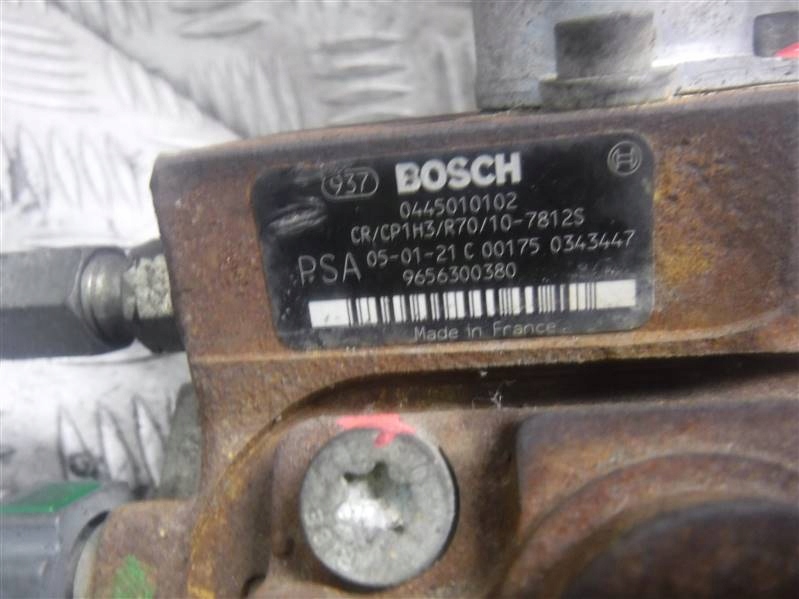 937 BOSCH
0445010102
CR/CP1H3/R70/10-7812S
PSA 05-01-21 C 00175 0343447
9656300380
Made in France